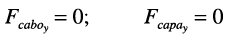 F_{cabo_y} = 0;  F_{capa_y} = 0